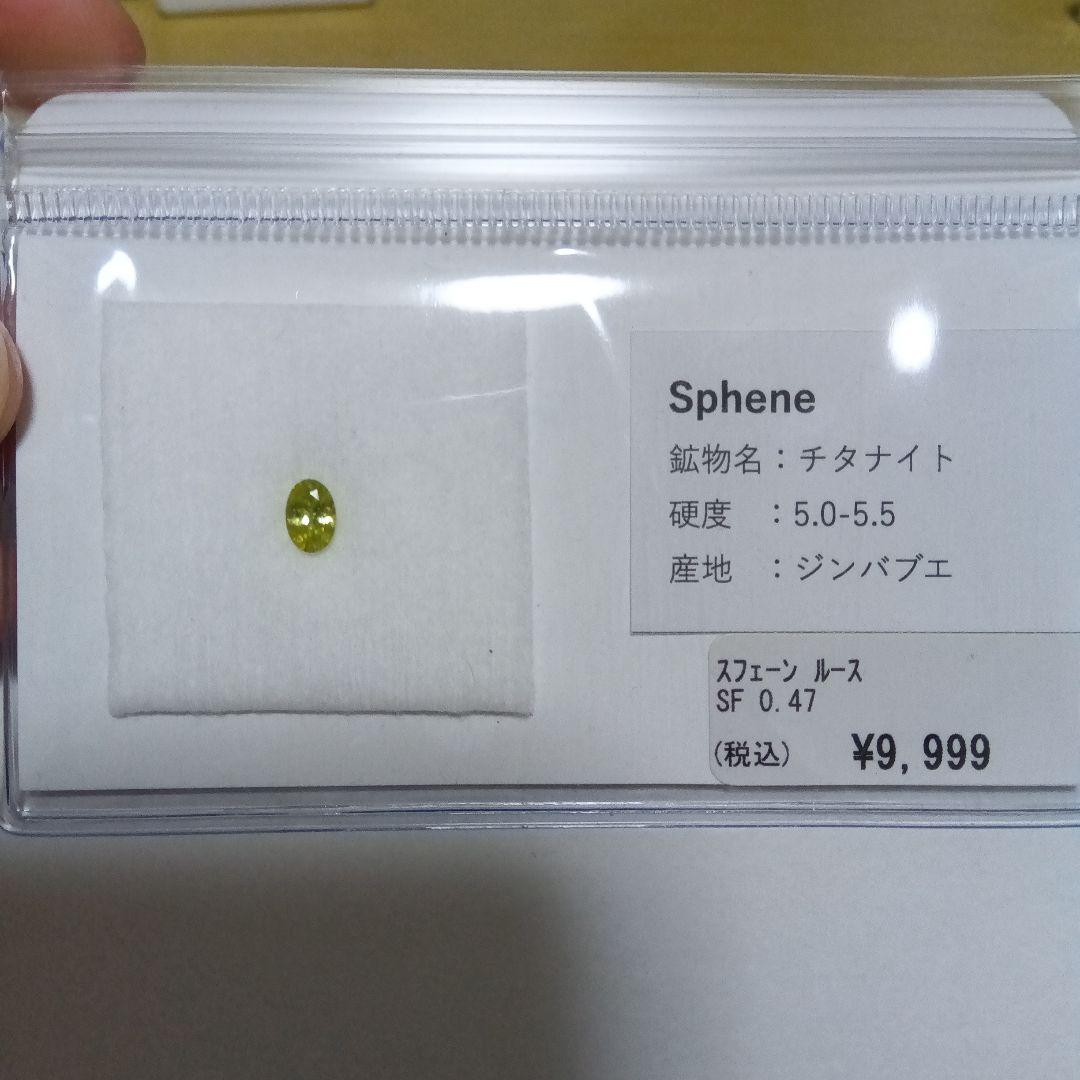 Sphene
鉱物名：チタナイト
硬度　：5.0-5.5
産地　：ジンバブエ
ｽﾌｪｰﾝ ﾙｰｽ
SF 0.47
(税込) ¥9,999